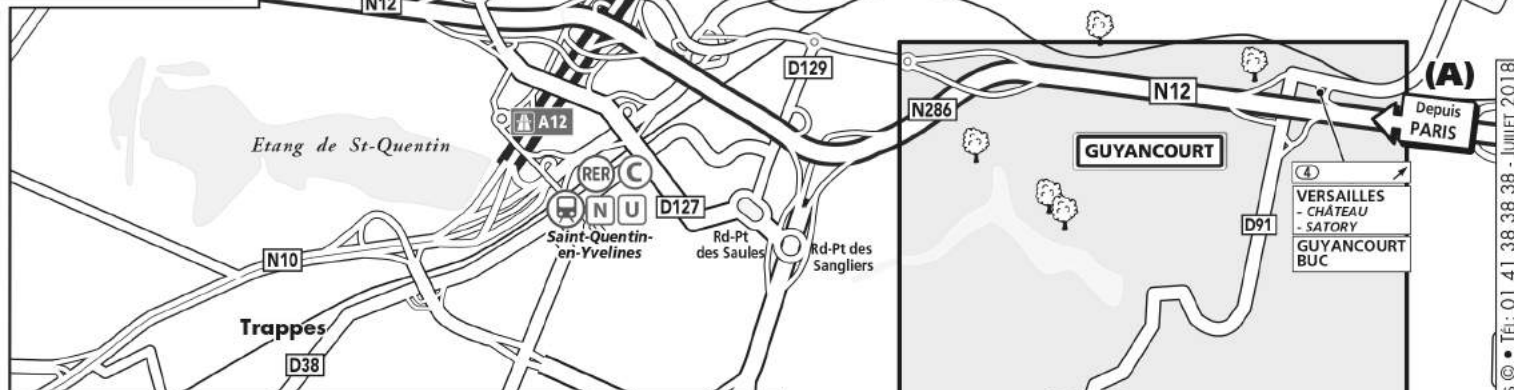 N12
D129
(A)
N12
Depuis
PARIS
N286
A12
Etang de St-Quentin
GUYANCOURT
4
RER C
VERSAILLES
- CHÂTEAU
- SATORY
N U
D127
D91
Saint-Quentin-
en-Yvelines
Rd-Pt
des Saules
Rd-Pt des
Sangliers
GUYANCOURT
BUC
N10
Trappes
D38
© • TÉL: 01 41 38 38 38 - JUILLET 2018